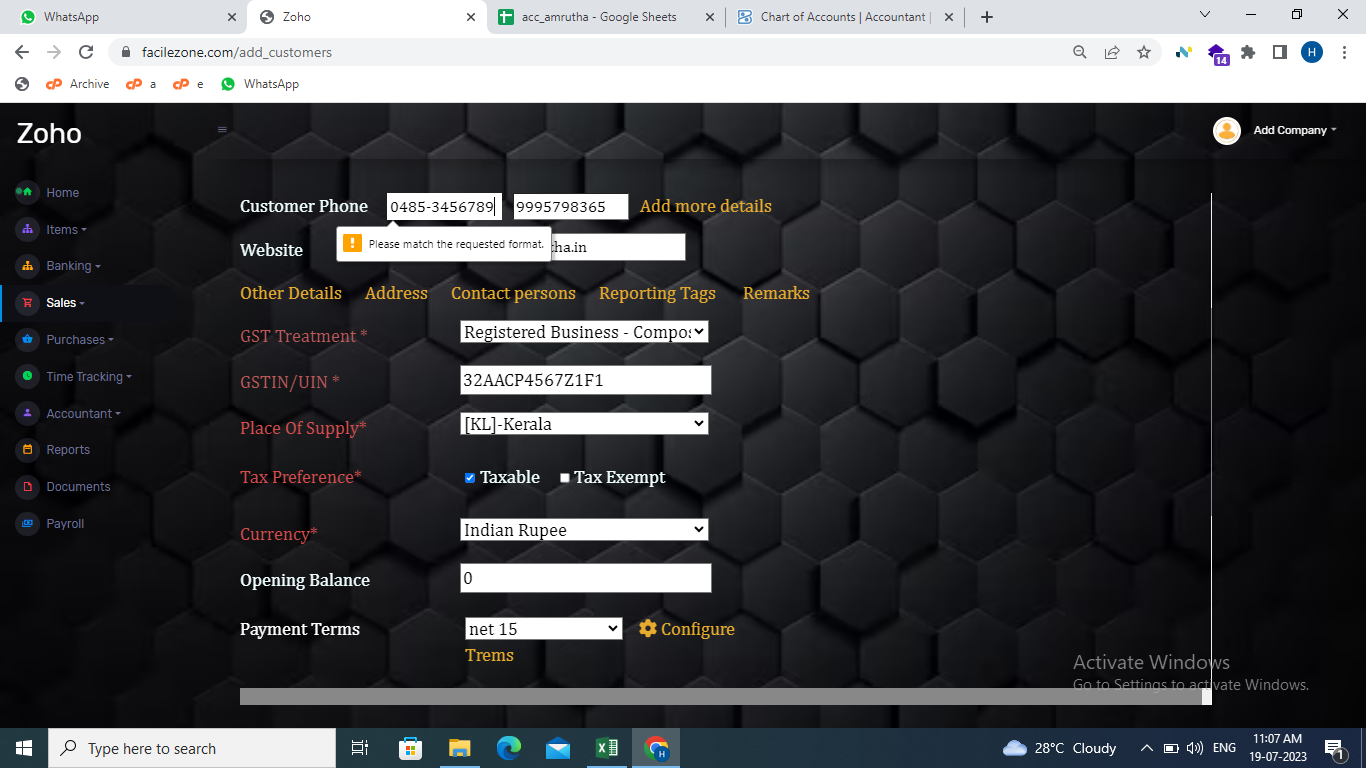 WhatsApp
Zoho
acc_amrutha - Google Sheets
Chart of Accounts | Accountant |
facilezone.com/add_customers
14
H
Archive
a
e
WhatsApp
Zoho
Add Company
Home
Items
Banking
Sales
Purchases
Time Tracking
Accountant
Reports
Documents
Payroll
Customer Phone 0485-3456789 9995798365 Add more details
Please match the requested format.
Website ha.in
Other Details Address Contact persons Reporting Tags Remarks
GST Treatment * Registered Business - Compos
GSTIN/UIN * 32AACP4567Z1F1
Place Of Supply* [KL]-Kerala
Tax Preference* Taxable Tax Exempt
Currency* Indian Rupee
Opening Balance 0
Payment Terms net 15 Configure
Trems
Activate Windows
Go to Settings to activate Windows.
Type here to search
H
28°C Cloudy
ENG
11:07 AM
19-07-2023
1